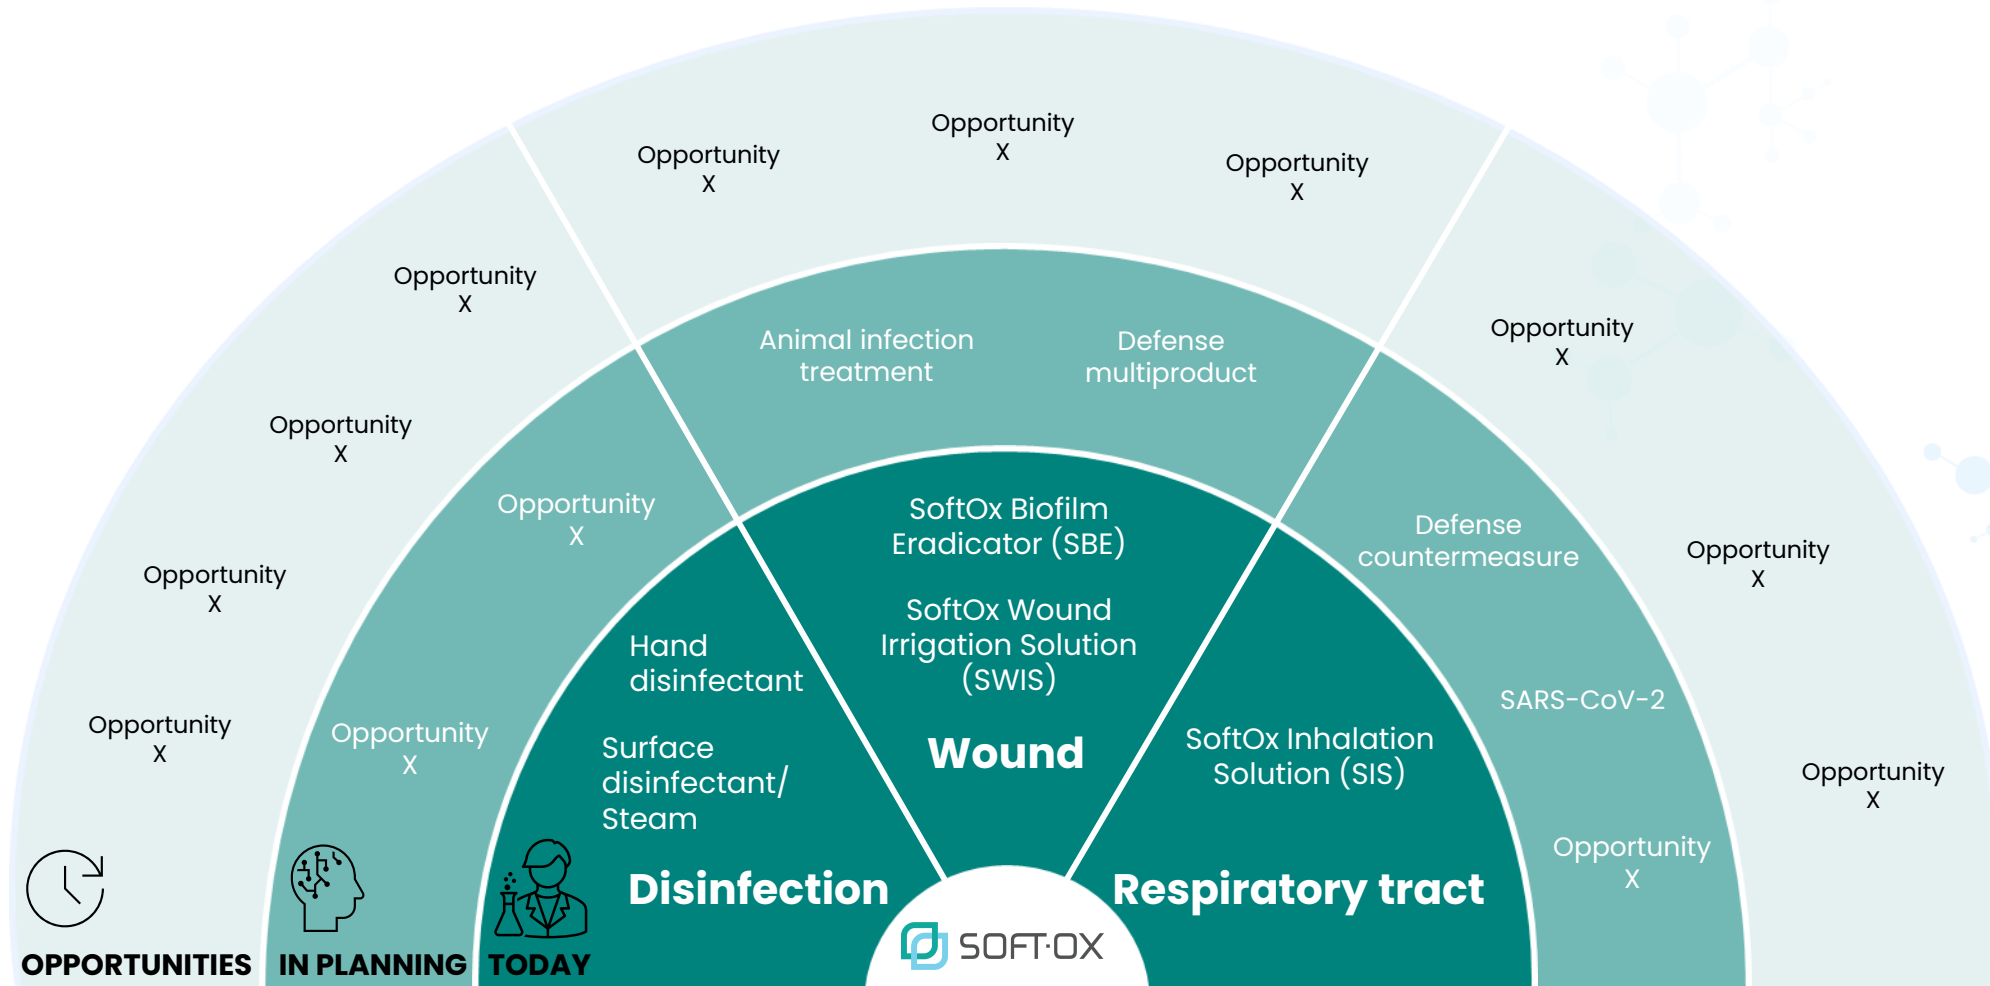 Opportunity
X
Opportunity
X
Opportunity
X
Opportunity
X
Opportunity
X
Opportunity
X
Opportunity
X
Opportunity
X
Opportunity
X
Opportunity
X
Animal infection
treatment
Defense
multiproduct
Opportunity
X
Opportunity
X
Defense
countermeasure
SARS-CoV-2
Opportunity
X
SoftOx Biofilm
Eradicator (SBE)
SoftOx Wound
Irrigation Solution
(SWIS)
Wound
Hand
disinfectant
Surface
disinfectant/
Steam
Disinfection
SoftOx Inhalation
Solution (SIS)
Respiratory tract
OPPORTUNITIES
IN PLANNING
TODAY
SOFT·OX